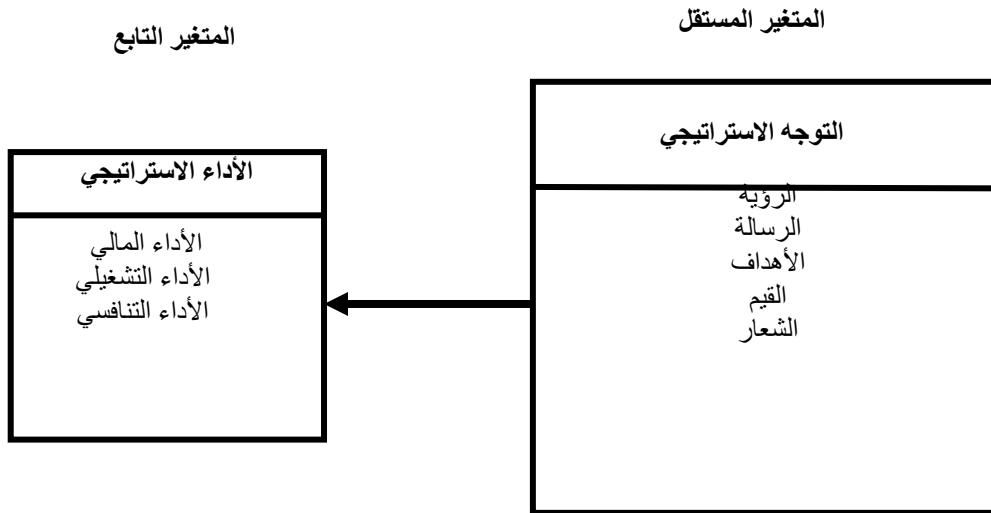 المتغير المستقل
المتغير التابع
التوجه الاستراتيجي
الرؤية
الرسالة
الأهداف
القيم
الشعار
الأداء الاستراتيجي
الأداء المالي
الأداء التشغيلي
الأداء التنافسي